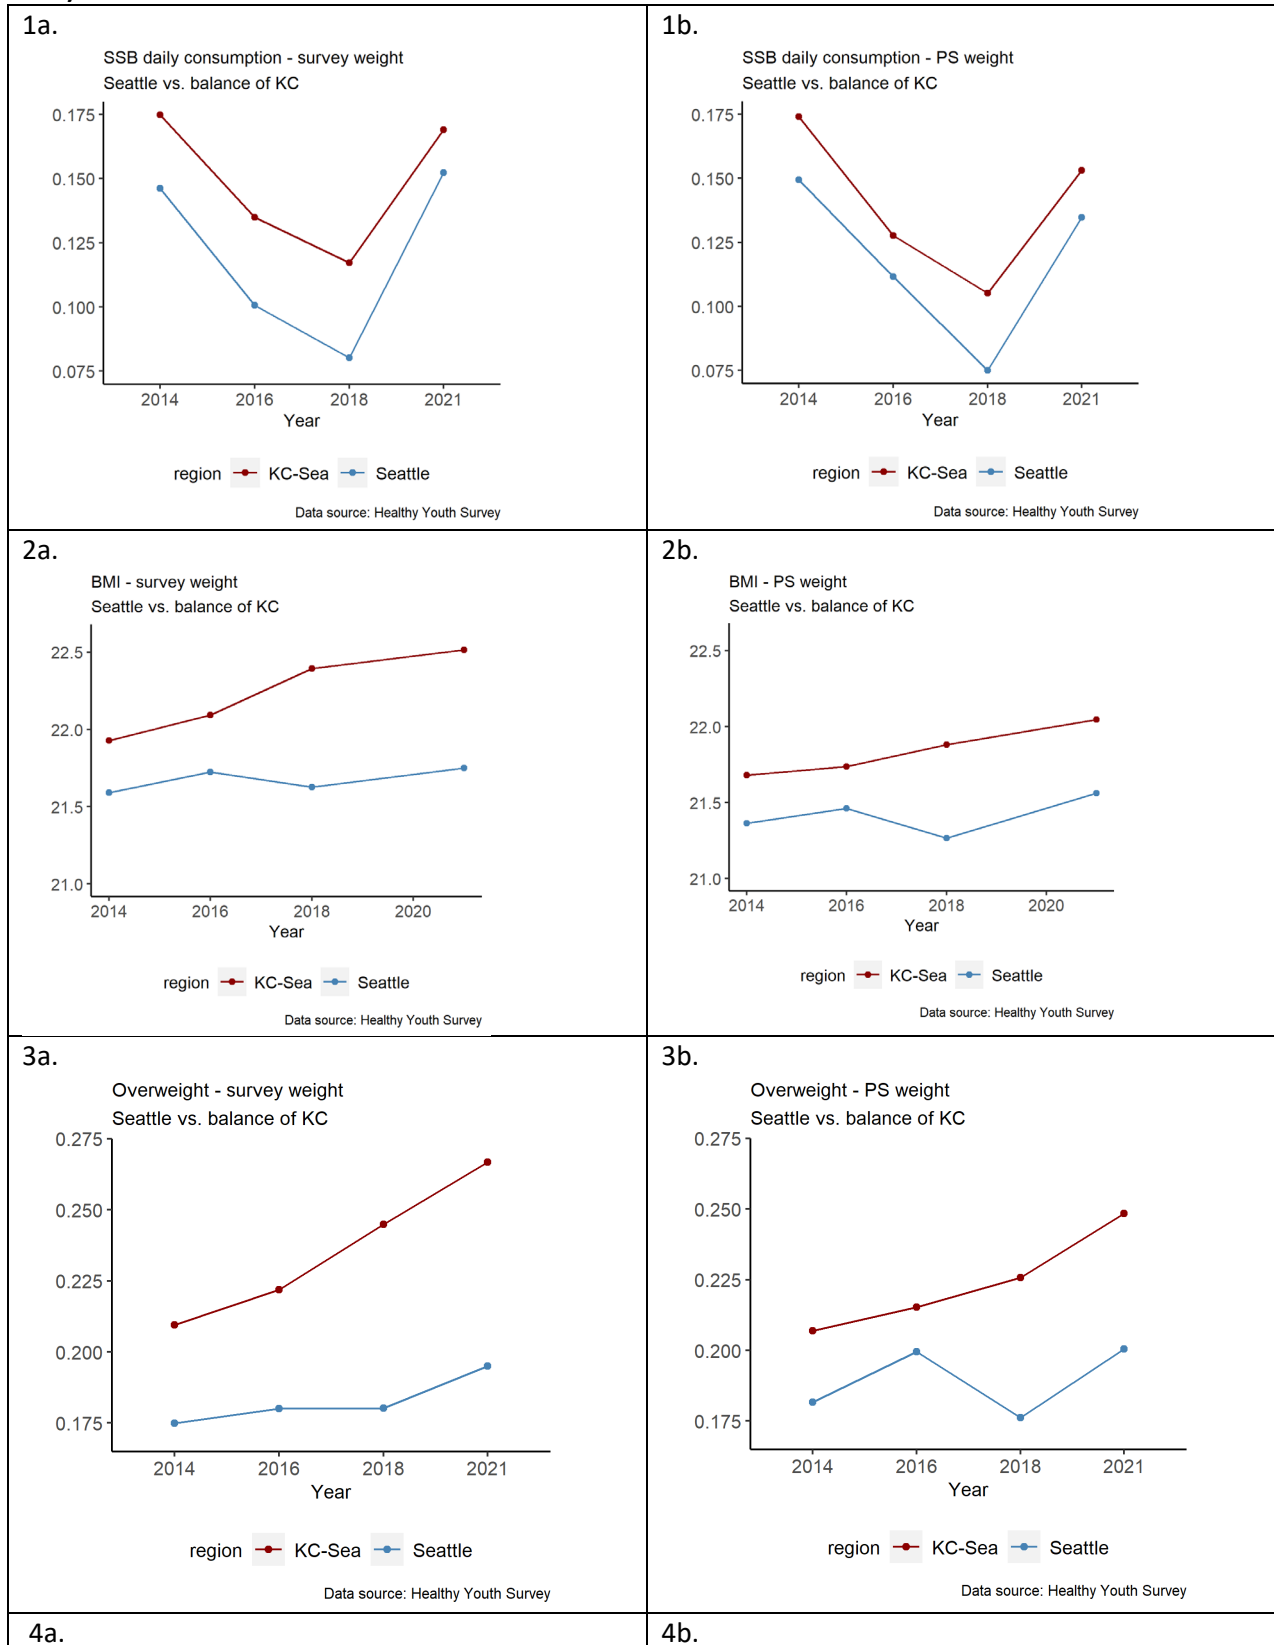 1a.
SSB daily consumption - survey weight
Seattle vs. balance of KC
0.175
0.150
0.125
0.100
0.075
2014 2016 2018 2021
Year
region KC-Sea Seattle
Data source: Healthy Youth Survey
1b.
SSB daily consumption - PS weight
Seattle vs. balance of KC
0.175
0.150
0.125
0.100
0.075
2014 2016 2018 2021
Year
region KC-Sea Seattle
Data source: Healthy Youth Survey
2a.
BMI - survey weight
Seattle vs. balance of KC
22.5
22.0
21.5
21.0
2014 2016 2018 2020
Year
region KC-Sea Seattle
Data source: Healthy Youth Survey
2b.
BMI - PS weight
Seattle vs. balance of KC
22.5
22.0
21.5
21.0
2014 2016 2018 2020
Year
region KC-Sea Seattle
Data source: Healthy Youth Survey
3a.
Overweight - survey weight
Seattle vs. balance of KC
0.275
0.250
0.225
0.200
0.175
2014 2016 2018 2021
Year
region KC-Sea Seattle
Data source: Healthy Youth Survey
3b.
Overweight - PS weight
Seattle vs. balance of KC
0.275
0.250
0.225
0.200
0.175
2014 2016 2018 2021
Year
region KC-Sea Seattle
Data source: Healthy Youth Survey
4a.
4b.